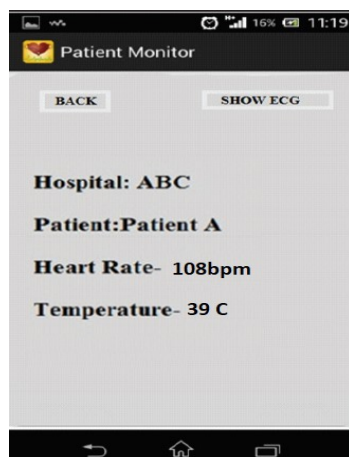 16% 11:19
Patient Monitor
BACK SHOW ECG
Hospital: ABC
Patient:Patient A
Heart Rate- 108bpm
Temperature- 39 C